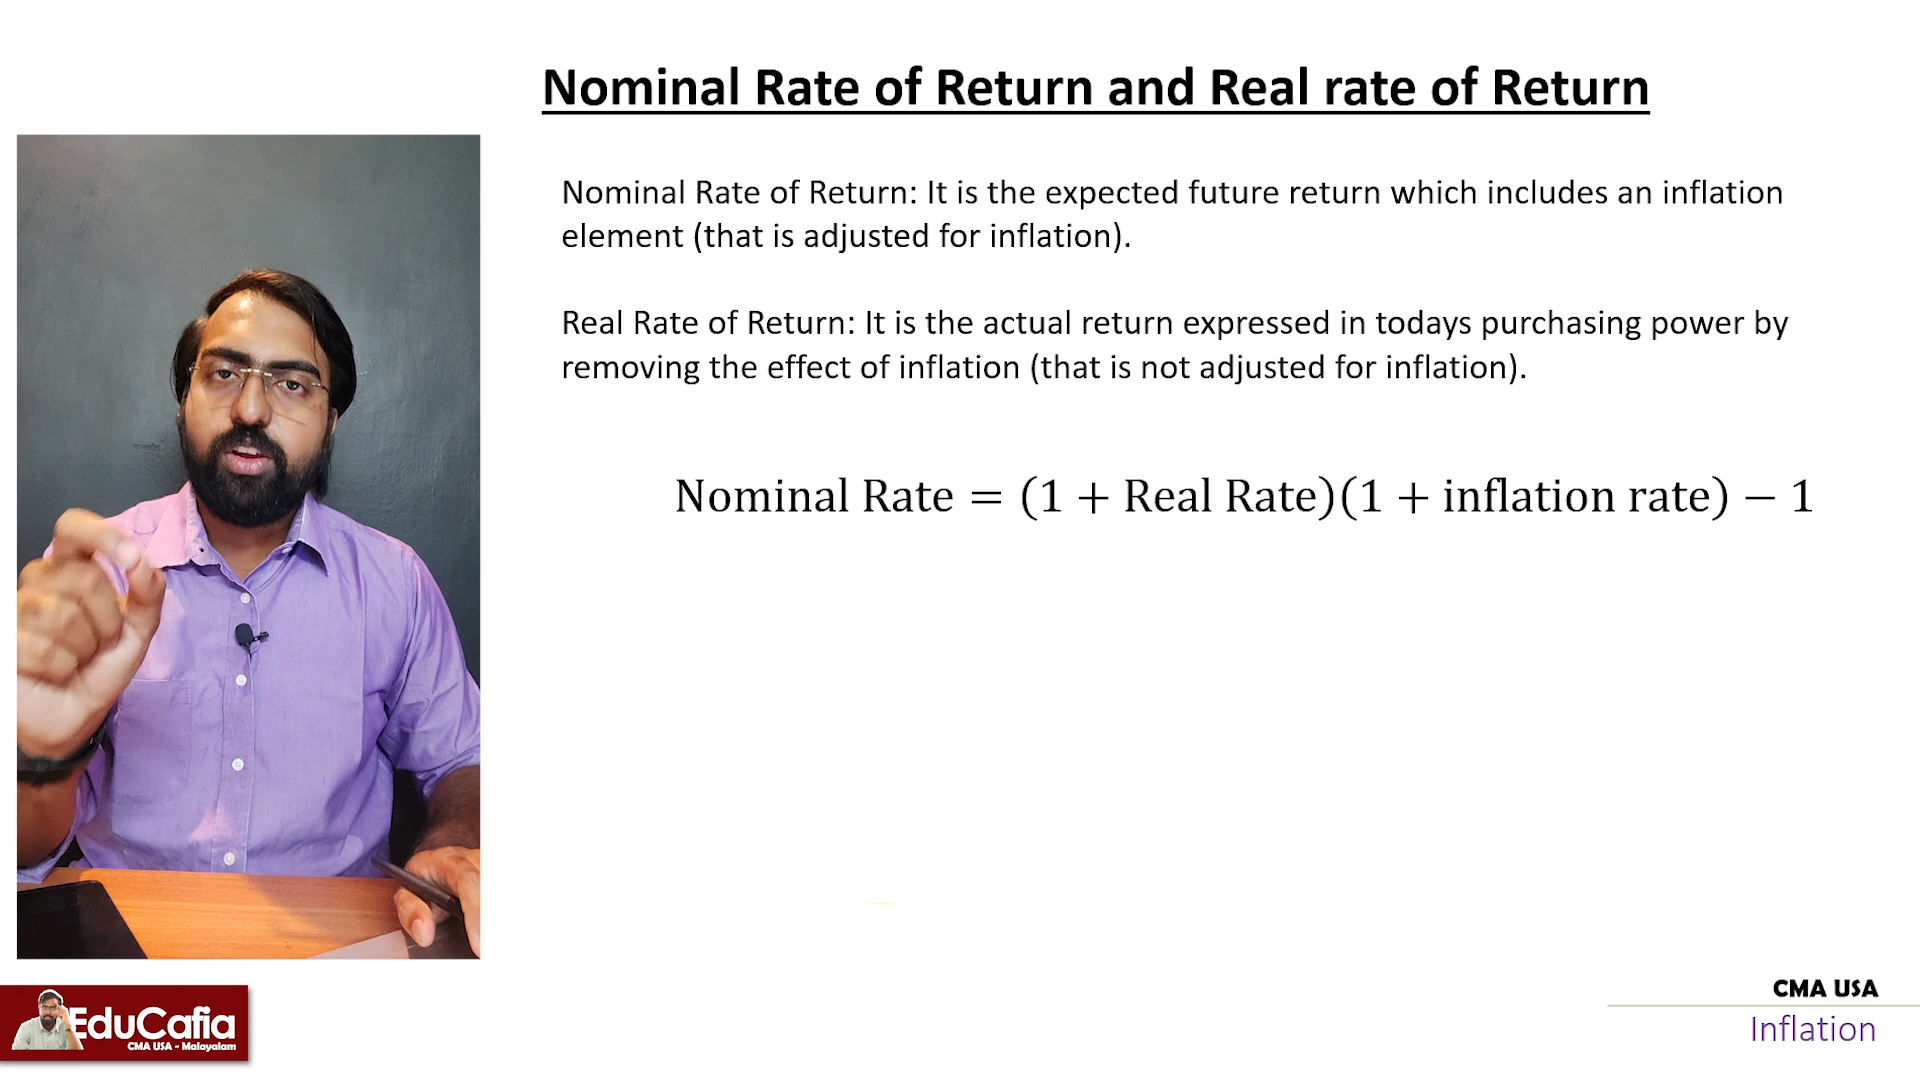 Nominal Rate of Return and Real rate of Return
Nominal Rate of Return: It is the expected future return which includes an inflation
element (that is adjusted for inflation).
Real Rate of Return: It is the actual return expressed in todays purchasing power by
removing the effect of inflation (that is not adjusted for inflation).
Nominal Rate = (1 + Real Rate)(1 + inflation rate) − 1
EduCafia
CMA USA - Malayalam
CMA USA
Inflation